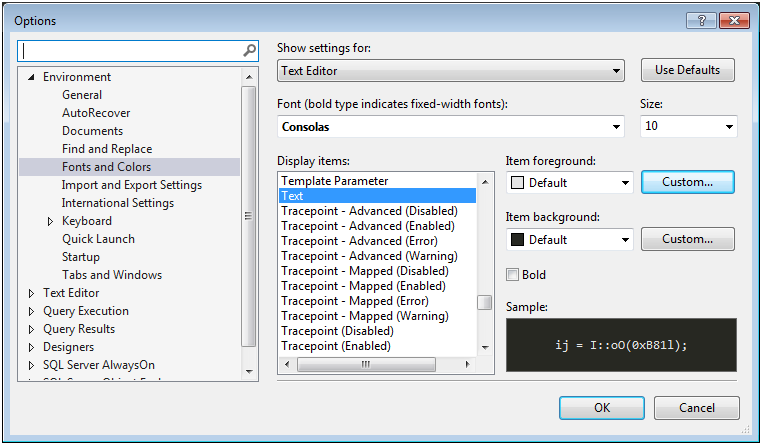 Options
Environment
General
AutoRecover
Documents
Find and Replace
Fonts and Colors
Import and Export Settings
International Settings
Keyboard
Quick Launch
Startup
Tabs and Windows
Text Editor
Query Execution
Query Results
Designers
SQL Server AlwaysOn
Show settings for:
Text Editor
Use Defaults
Font (bold type indicates fixed-width fonts):
Size:
Consolas
10
Display items:
Template Parameter
Text
Tracepoint - Advanced (Disabled)
Tracepoint - Advanced (Enabled)
Tracepoint - Advanced (Error)
Tracepoint - Advanced (Warning)
Tracepoint - Mapped (Disabled)
Tracepoint - Mapped (Enabled)
Tracepoint - Mapped (Error)
Tracepoint - Mapped (Warning)
Tracepoint (Disabled)
Tracepoint (Enabled)
Item foreground:
Default
Custom...
Item background:
Default
Custom...
Bold
Sample:
ij = I::oO(0xB81l);
OK
Cancel